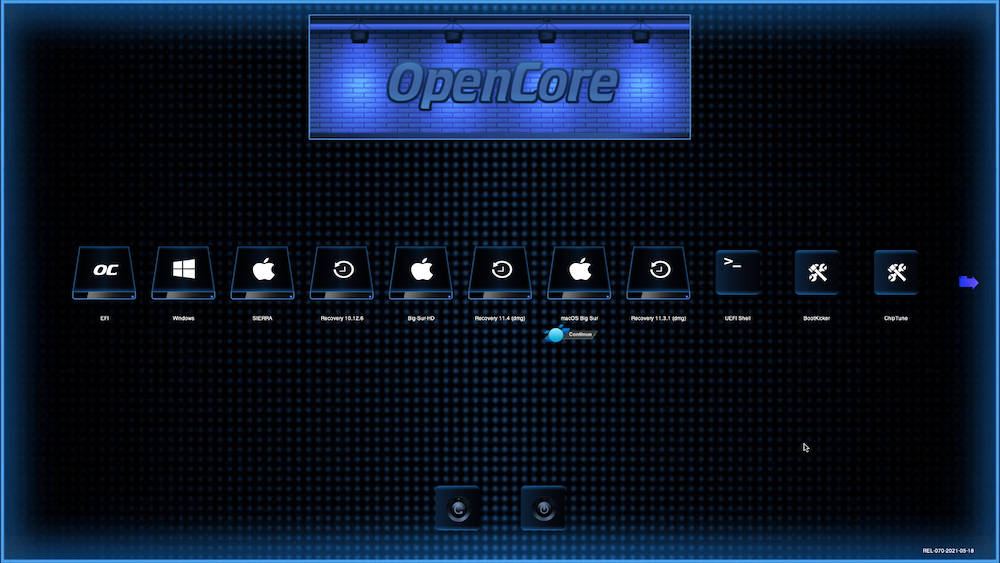 OpenCore
OC
>_
EFI
Windows
SIERRA
Recovery 10.12.6
Big-Sur-HD
Recovery 11.4 (dmg)
macOS Big Sur
Recovery 11.3.1 (dmg)
UEFI Shell
BootKicker
ChipTune
Continue
REL-070-2021-05-18